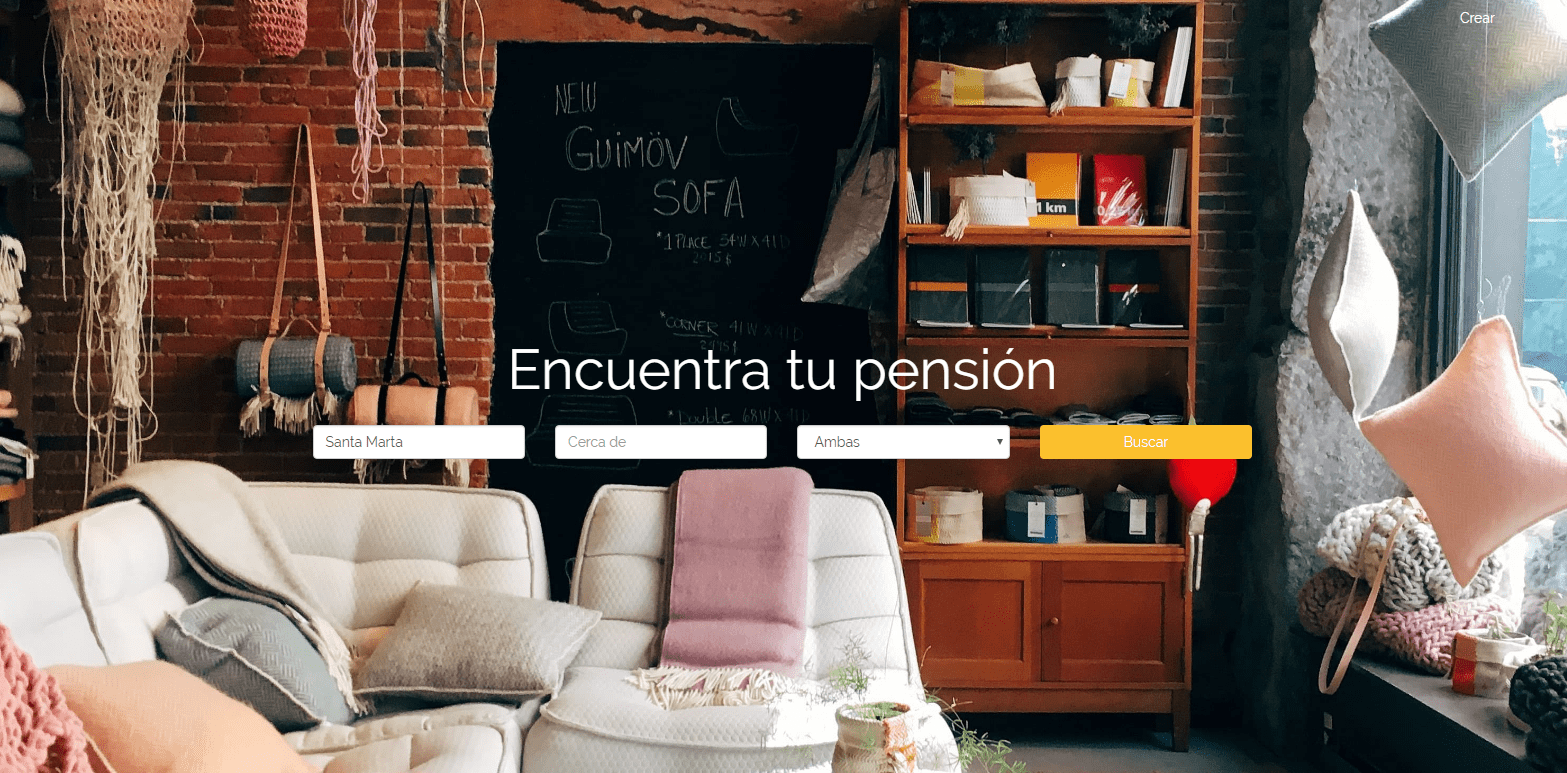 Crear
NEW
GUIMÖV
SOFA
*1 PLACE 34W X 41D
2015 $
1 km
*CORNER 41W X 41D
2495 $
Encuentra tu pensión
*Double 68W X 41D
Santa Marta
Cerca de
Ambas
Buscar